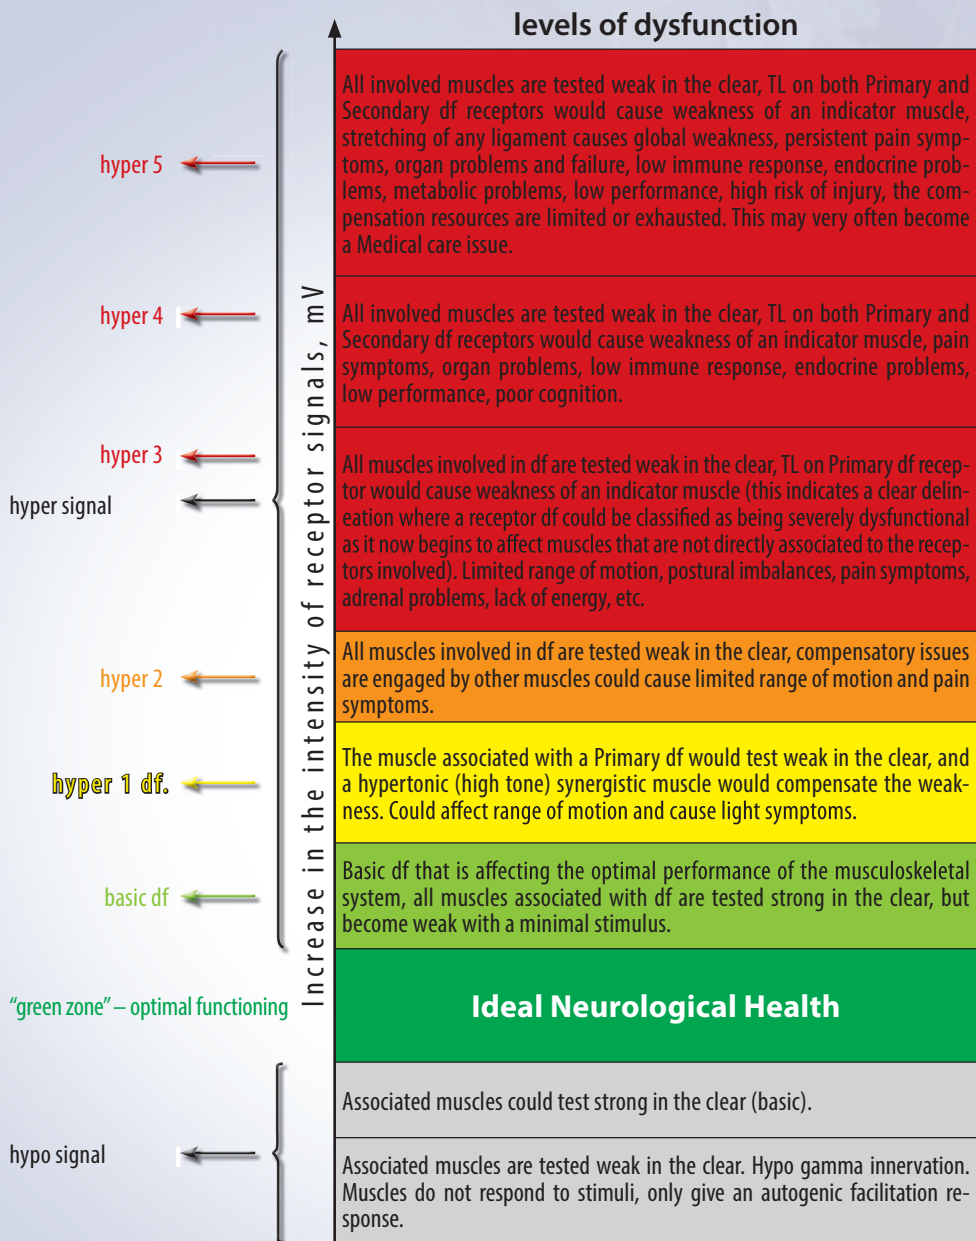 levels of dysfunction
hyper 5
All involved muscles are tested weak in the clear, TL on both Primary and
Secondary df receptors would cause weakness of an indicator muscle,
stretching of any ligament causes global weakness, persistent pain symp-
toms, organ problems and failure, low immune response, endocrine prob-
lems, metabolic problems, low performance, high risk of injury, the com-
pensation resources are limited or exhausted. This may very often become
a Medical care issue.
hyper 4
All involved muscles are tested weak in the clear, TL on both Primary and
Secondary df receptors would cause weakness of an indicator muscle, pain
symptoms, organ problems, low immune response, endocrine problems,
low performance, poor cognition.
hyper 3
hyper signal
All muscles involved in df are tested weak in the clear, TL on Primary df recep-
tor would cause weakness of an indicator muscle (this indicates a clear delin-
eation where a receptor df could be classified as being severely dysfunctional
as it now begins to affect muscles that are not directly associated to the recep-
tors involved). Limited range of motion, postural imbalances, pain symptoms,
adrenal problems, lack of energy, etc.
hyper 2
All muscles involved in df are tested weak in the clear, compensatory issues
are engaged by other muscles could cause limited range of motion and pain
symptoms.
hyper 1 df.
The muscle associated with a Primary df would test weak in the clear, and
a hypertonic (high tone) synergistic muscle would compensate the weak-
ness. Could affect range of motion and cause light symptoms.
basic df
Basic df that is affecting the optimal performance of the musculoskeletal
system, all muscles associated with df are tested strong in the clear, but
become weak with a minimal stimulus.
"green zone" – optimal functioning
Ideal Neurological Health
hypo signal
Associated muscles could test strong in the clear (basic).
Associated muscles are tested weak in the clear. Hypo gamma innervation.
Muscles do not respond to stimuli, only give an autogenic facilitation re-
sponse.
Increase in the intensity of receptor signals, mV